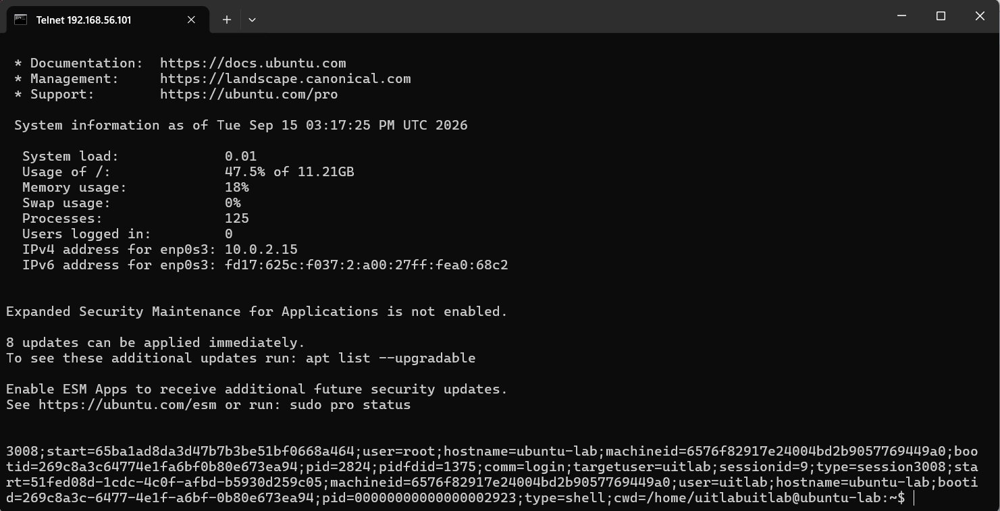 Telnet 192.168.56.101
* Documentation:  https://docs.ubuntu.com
* Management:     https://landscape.canonical.com
* Support:        https://ubuntu.com/pro
System information as of Tue Sep 15 03:17:25 PM UTC 2026
System load:             0.01
Usage of /:              47.5% of 11.21GB
Memory usage:            18%
Swap usage:              0%
Processes:               125
Users logged in:         0
IPv4 address for enp0s3: 10.0.2.15
IPv6 address for enp0s3: fd17:625c:f037:2:a00:27ff:fea0:68c2
Expanded Security Maintenance for Applications is not enabled.
8 updates can be applied immediately.
To see these additional updates run: apt list --upgradable
Enable ESM Apps to receive additional future security updates.
See https://ubuntu.com/esm or run: sudo pro status
3008;start=65ba1ad8da3d47b7b3be51bf0668a464;user=root;hostname=ubuntu-lab;machineid=6576f82917e24004bd2b9057769449a0;boo
tid=269c8a3c64774e1fa6bf0b80e673ea94;pid=2824;pidfdid=1375;comm=login;targetuser=uitlab;sessionid=9;type=session3008;sta
rt=51fed08d-1cdc-4c0f-afbd-b5930d259c05;machineid=6576f82917e24004bd2b9057769449a0;user=uitlab;hostname=ubuntu-lab;booti
d=269c8a3c-6477-4e1f-a6bf-0b80e673ea94;pid=00000000000000002923;type=shell;cwd=/home/uitlabuitlab@ubuntu-lab:~$